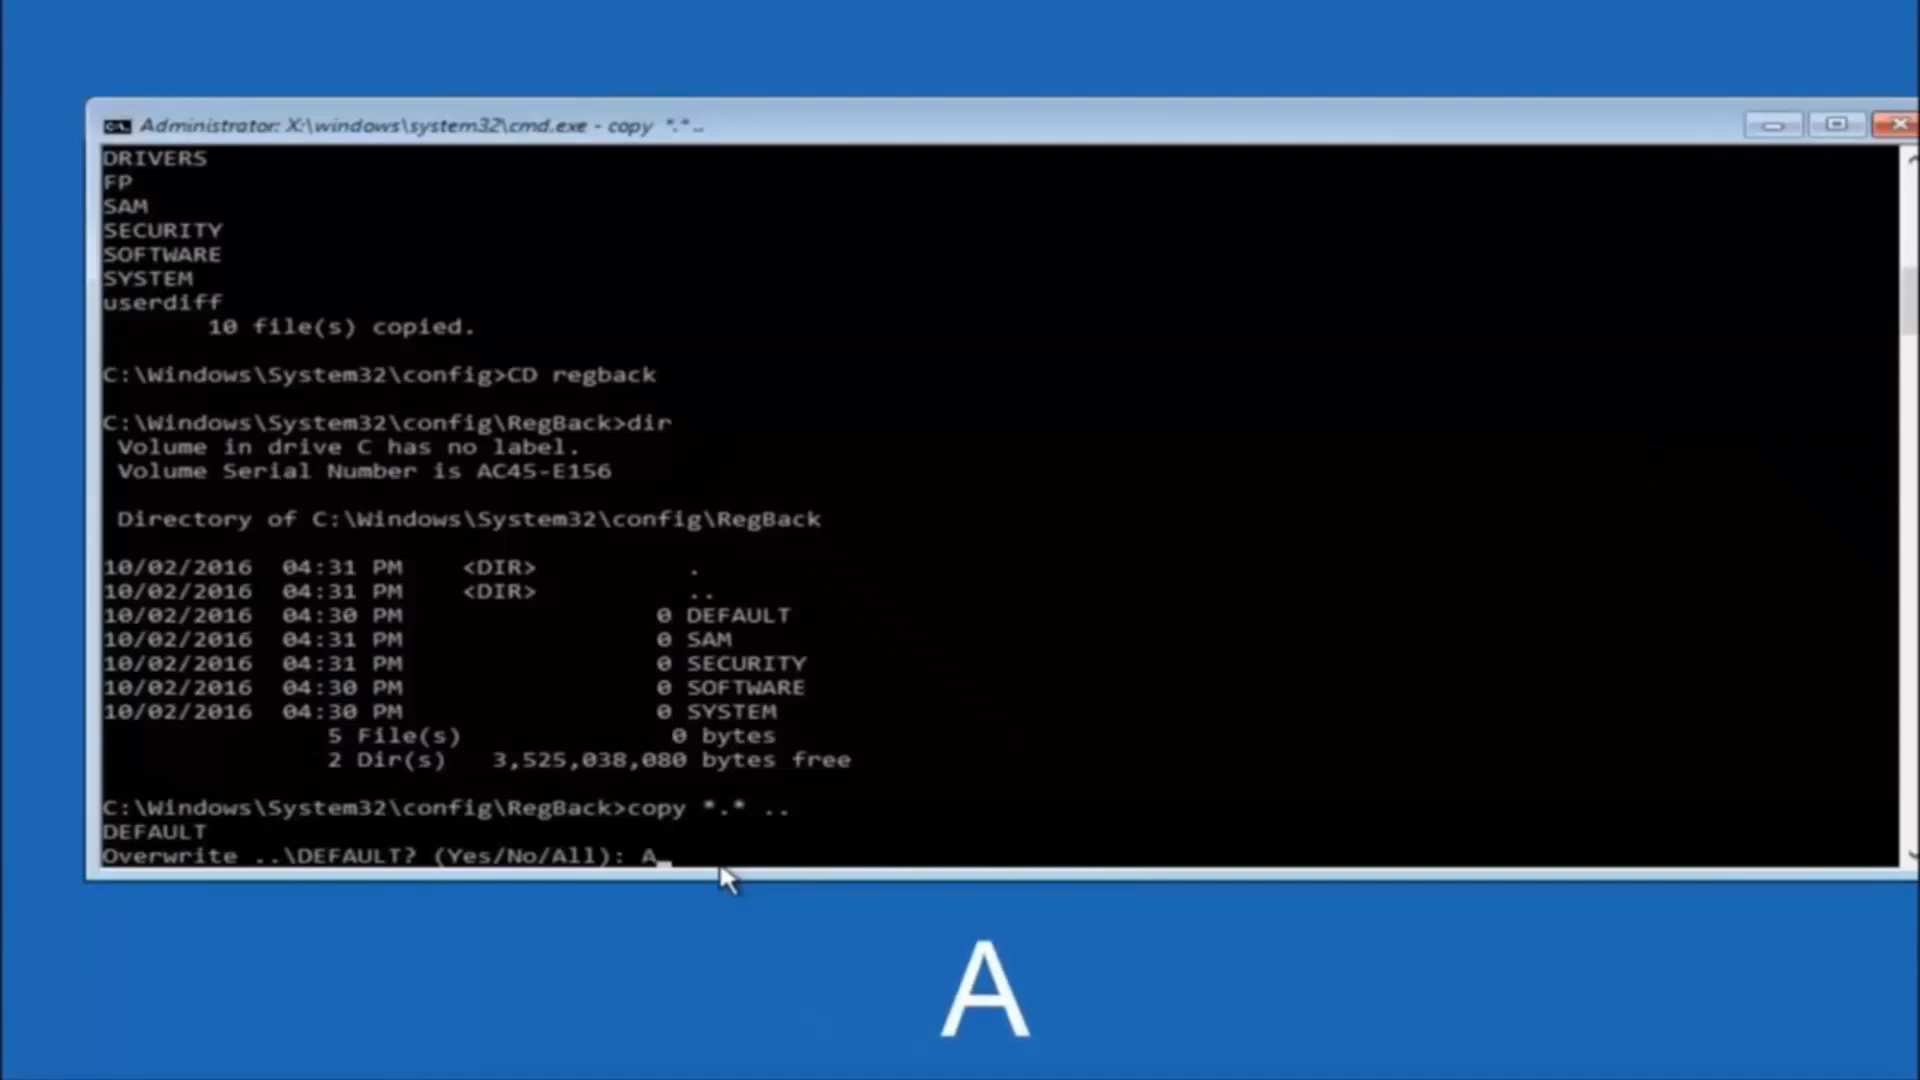 Administrator: X:\windows\system32\cmd.exe - copy *.* ..
DRIVERS
FP
SAM
SECURITY
SOFTWARE
SYSTEM
userdiff
10 file(s) copied.
C:\Windows\System32\config>CD regback
C:\Windows\System32\config\RegBack>dir
Volume in drive C has no label.
Volume Serial Number is AC45-E156
Directory of C:\Windows\System32\config\RegBack
10/02/2016 04:31 PM <DIR> .
10/02/2016 04:31 PM <DIR> ..
10/02/2016 04:30 PM 0 DEFAULT
10/02/2016 04:31 PM 0 SAM
10/02/2016 04:31 PM 0 SECURITY
10/02/2016 04:30 PM 0 SOFTWARE
10/02/2016 04:30 PM 0 SYSTEM
5 File(s) 0 bytes
2 Dir(s) 3,525,038,080 bytes free
C:\Windows\System32\config\RegBack>copy *.* ..
DEFAULT
Overwrite ..\DEFAULT? (Yes/No/All): A_
A